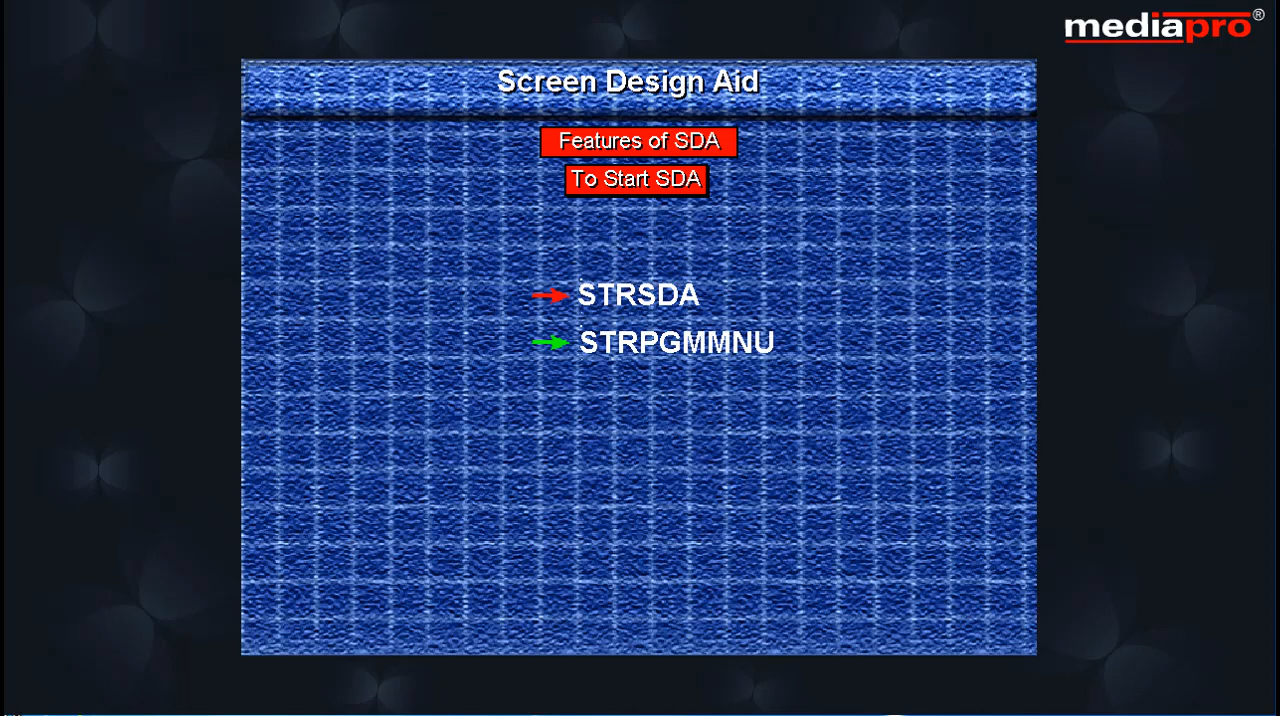 mediapro®
Screen Design Aid
Features of SDA
To Start SDA
STRSDA
STRPGMMNU